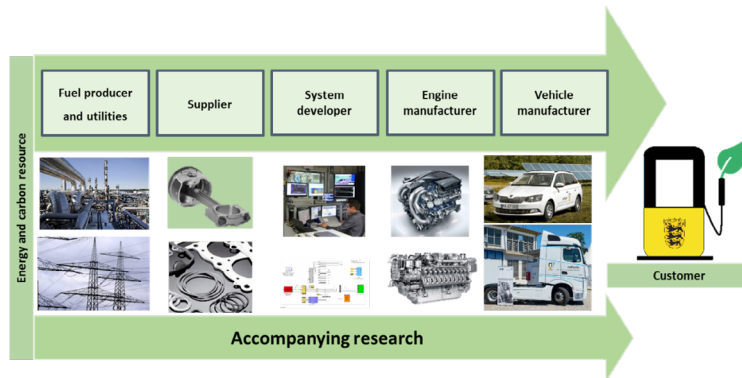 Energy and carbon resource
Fuel producer
and utilities
Supplier
System
developer
Engine
manufacturer
Vehicle
manufacturer
Customer
Accompanying research